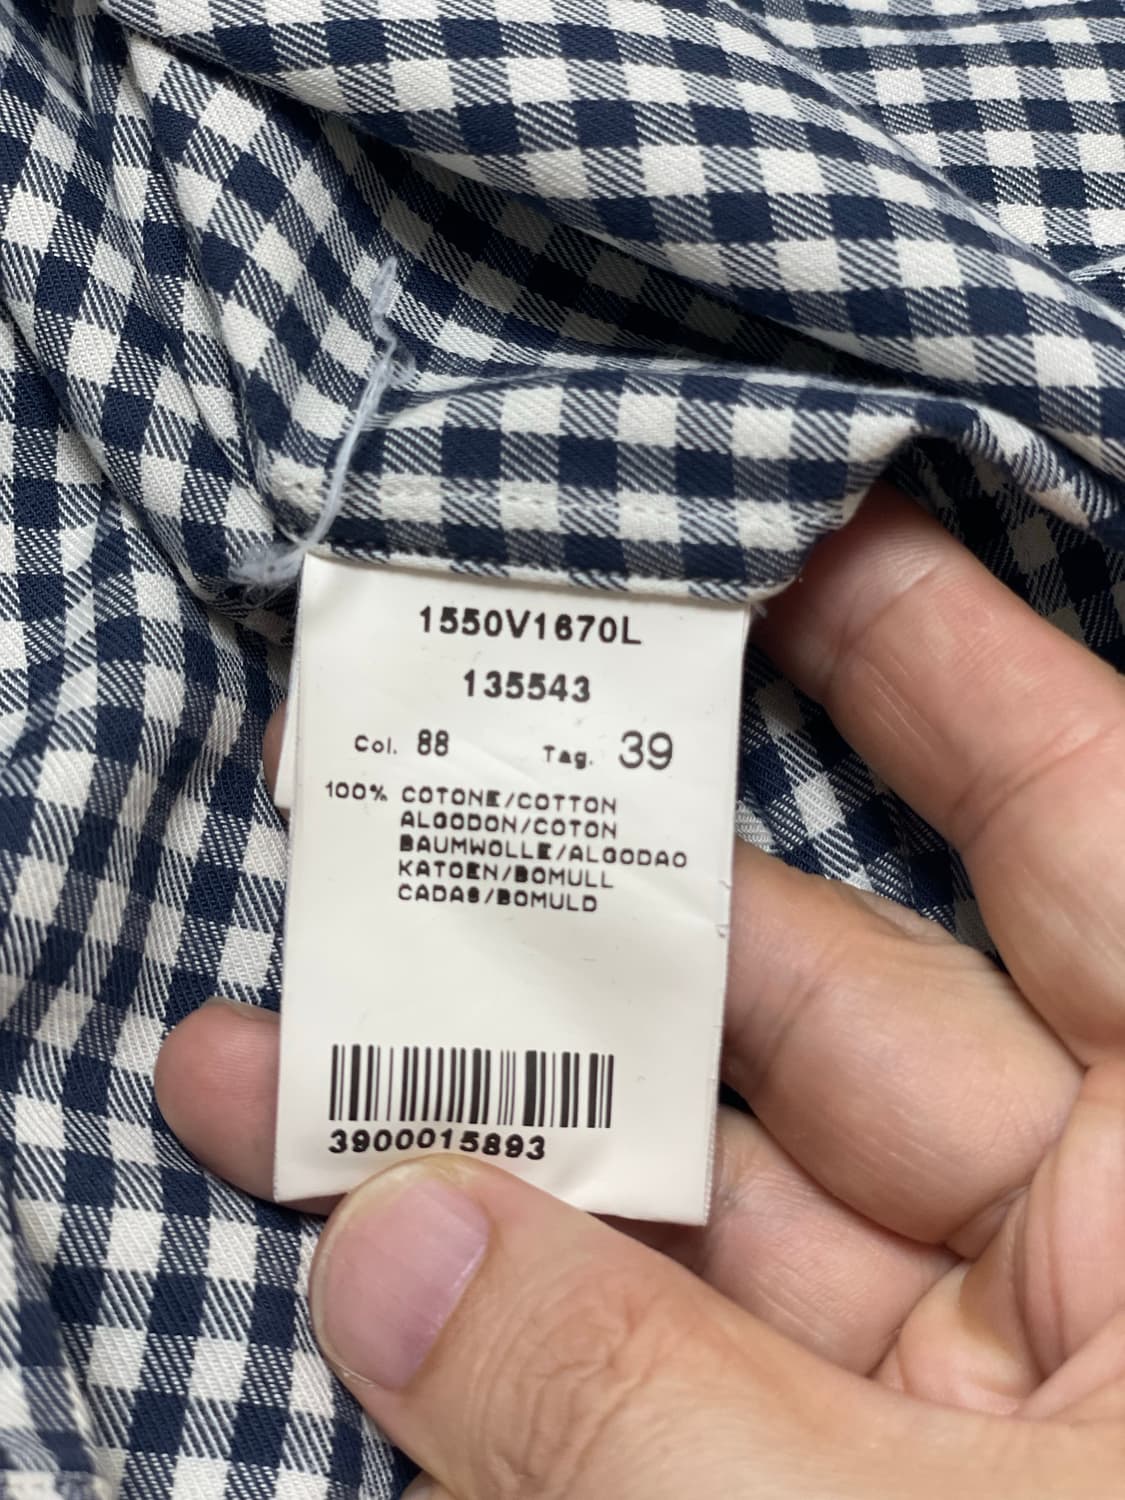 1550V1670L
135543
Col. 88 Tag. 39
100% COTONE/COTTON
ALGODON/COTON
BAUMWOLLE/ALGODAO
KATOEN/BOMULL
CADAS/BOMULD
3900015893